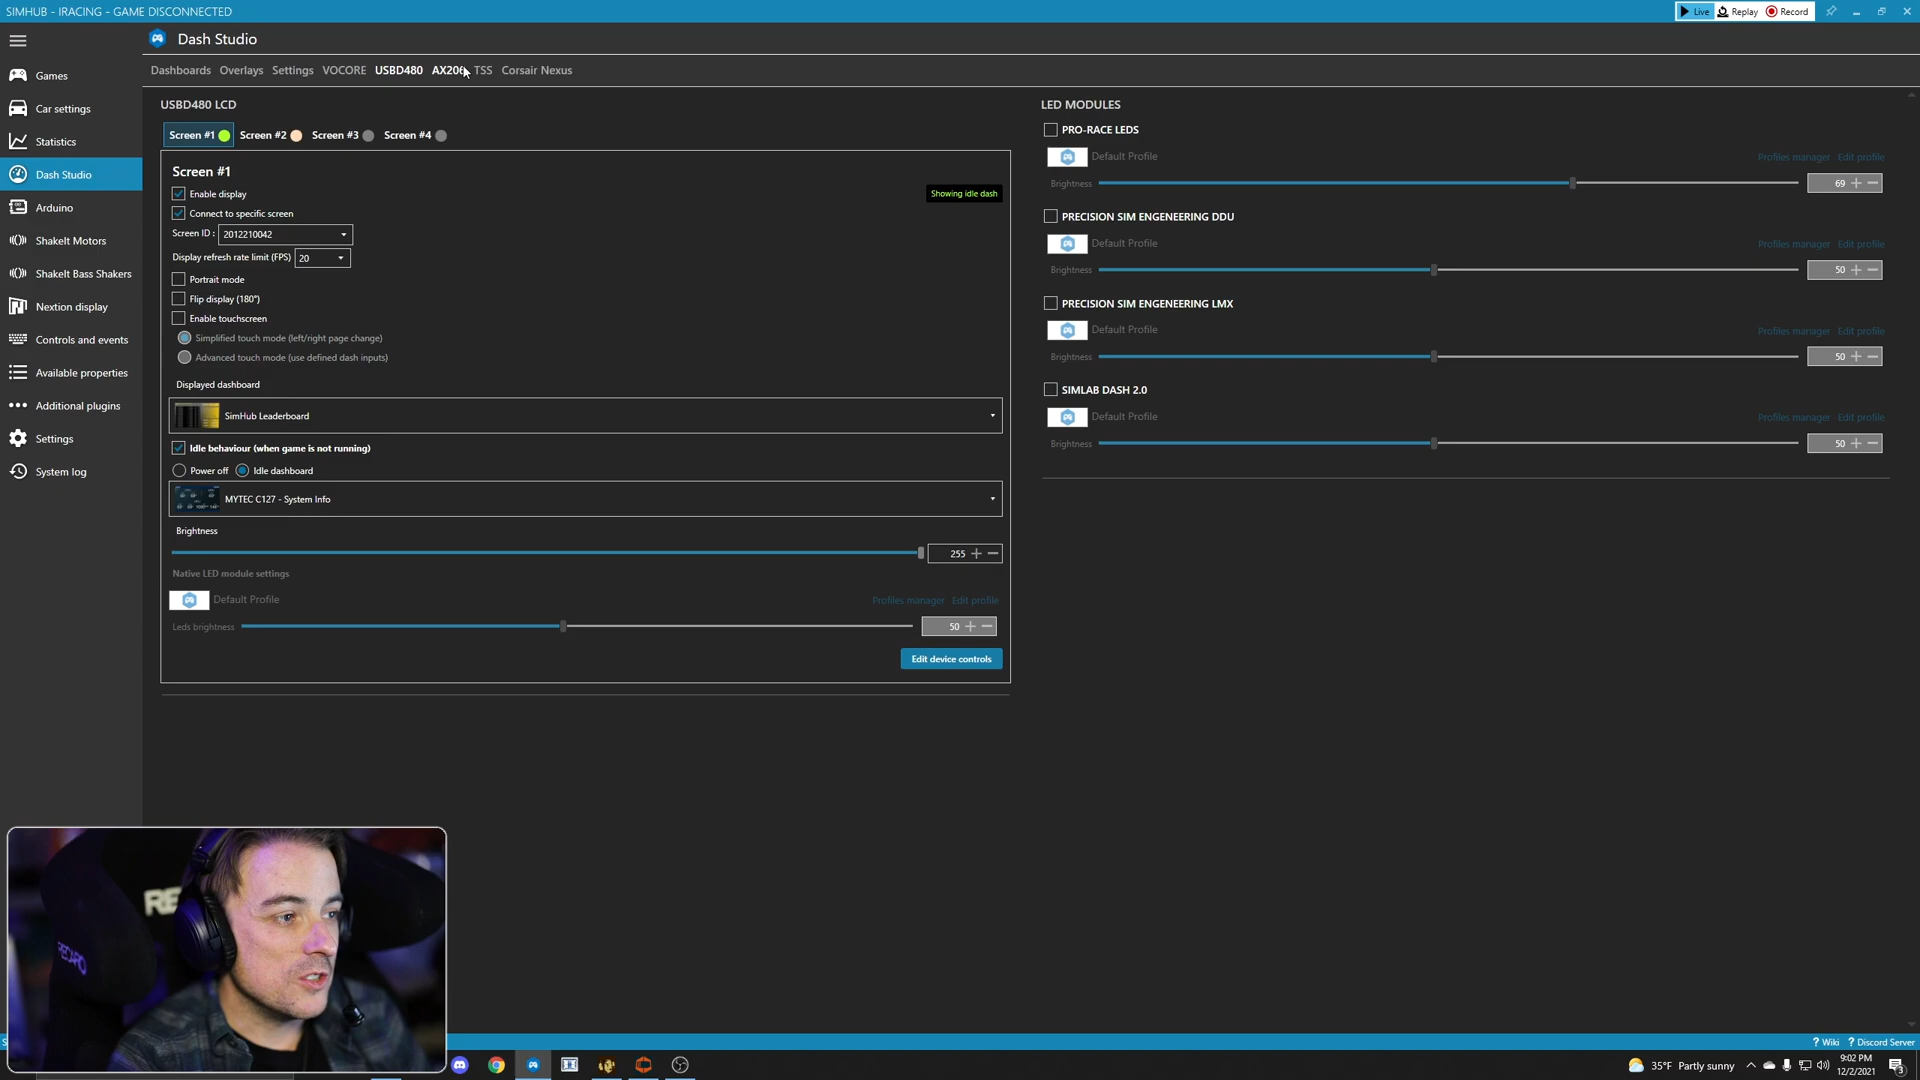 SIMHUB - IRACING - GAME DISCONNECTED
Live Replay Record
Dash Studio
Games
Car settings
Statistics
Dash Studio
Arduino
ShakeIt Motors
ShakeIt Bass Shakers
Nextion display
Controls and events
Available properties
Additional plugins
Settings
System log
Dashboards Overlays Settings VOCORE USBD480 AX206 TSS Corsair Nexus
USBD480 LCD
Screen #1 Screen #2 Screen #3 Screen #4
Screen #1
Enable display
Showing idle dash
Connect to specific screen
Screen ID : 2012210042
Display refresh rate limit (FPS) 20
Portrait mode
Flip display (180°)
Enable touchscreen
Simplified touch mode (left/right page change)
Advanced touch mode (use defined dash inputs)
Displayed dashboard
SimHub Leaderboard
Idle behaviour (when game is not running)
Power off Idle dashboard
MYTEC C127 - System Info
Brightness
255
Native LED module settings
Default Profile Profiles manager Edit profile
Leds brightness 50
Edit device controls
LED MODULES
PRO-RACE LEDS
Default Profile Profiles manager Edit profile
Brightness 69
PRECISION SIM ENGENEERING DDU
Default Profile Profiles manager Edit profile
Brightness 50
PRECISION SIM ENGENEERING LMX
Default Profile Profiles manager Edit profile
Brightness 50
SIMLAB DASH 2.0
Default Profile Profiles manager Edit profile
Brightness 50
RECARO
? Wiki ? Discord Server
35°F Partly sunny
9:02 PM
12/2/2021
3